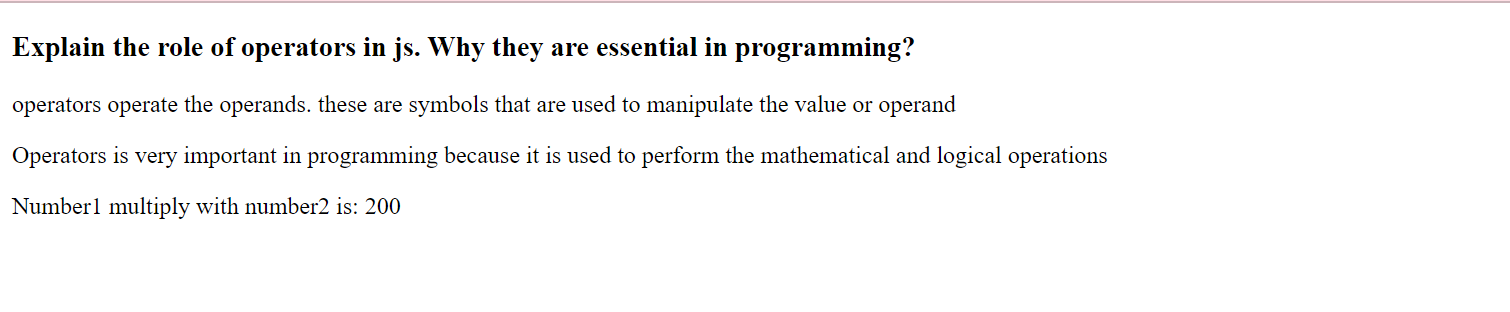 Explain the role of operators in js. Why they are essential in programming?
operators operate the operands. these are symbols that are used to manipulate the value or operand
Operators is very important in programming because it is used to perform the mathematical and logical operations
Number1 multiply with number2 is: 200